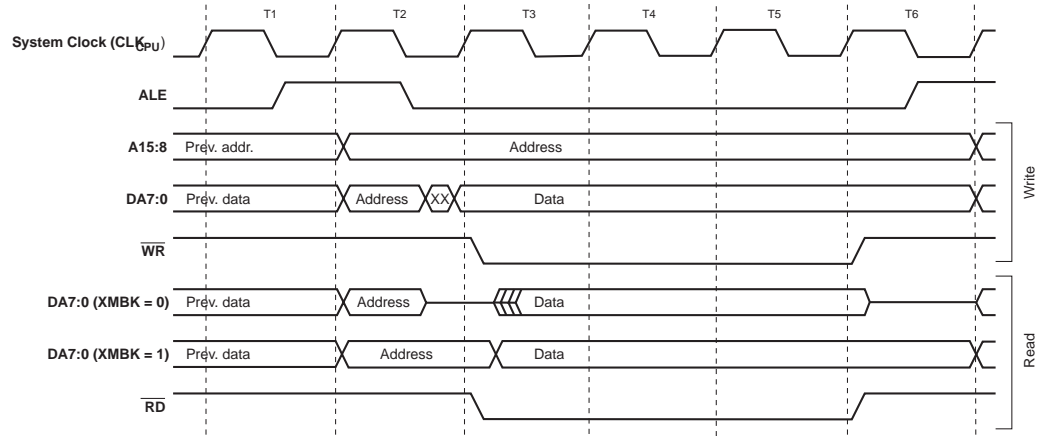 T1 T2 T3 T4 T5 T6
System Clock (CLKCPU)
ALE
A15:8 Prev. addr. Address
DA7:0 Prev. data Address XX Data
WR
Write
DA7:0 (XMBK = 0) Prev. data Address Data
DA7:0 (XMBK = 1) Prev. data Address Data
RD
Read